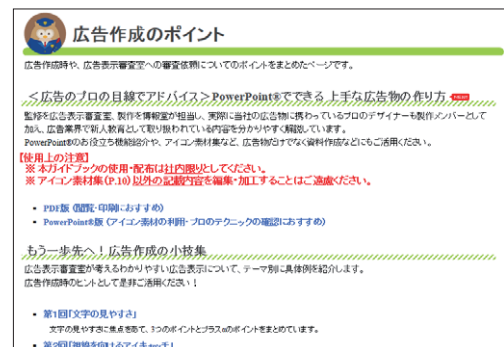 広告作成のポイント
広告作成時や、広告表示審査室への審査依頼についてのポイントをまとめたページです。
<広告のプロの目線でアドバイス>PowerPoint®でできる 上手な広告物の作り方
監修を広告表示審査室、製作を博報堂が担当し、実際に当社の広告物に携わっているプロのデザイナーも製作メンバーとして
加え、広告業界で新人教育として取り扱われている内容を分かりやすく解説しています。
PowerPoint®のお役立ち機能紹介や、アイコン素材集など、広告物だけでなく資料作成などにもご活用ください。
【使用上の注意】
※ 本ガイドブックの使用・配布は社内限りとしてください。
※ アイコン素材集(P.10)以外の記載内容を編集・加工することはご遠慮ください。
• PDF版 (閲覧・印刷におすすめ)
• PowerPoint®版 (アイコン素材の利用・プロのテクニックの確認におすすめ)
もう一歩先へ！広告作成の小技集
広告表示審査室が考えるわかりやすい広告表示について、テーマ別に具体例を紹介します。
広告作成時のヒントとして是非ご活用ください！
• 第1回「文字の見やすさ」
文字の見やすさに焦点をあて、3つのポイントとプラスαのポイントをまとめています。
• 第2回「視線を向けるアイキャッチ」